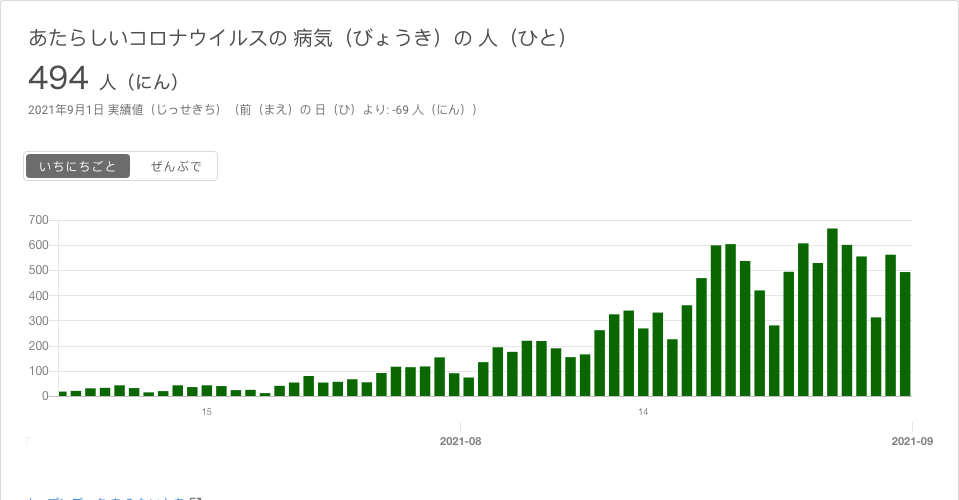 あたらしいコロナウイルスの 病気（びょうき）の 人（ひと）
494 人（にん）
2021年9月1日 実績値（じっせきち）（前（まえ）の 日（ひ）より: -69 人（にん））
いちにちごと ぜんぶで
700
600
500
400
300
200
100
0
15 14
2021-08 2021-09